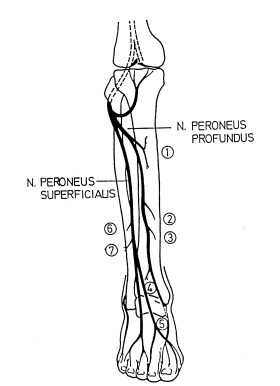 N. PERONEUS
PROFUNDUS
①
N. PERONEUS
SUPERFICIALIS
②
⑥
③
⑦
④
⑤